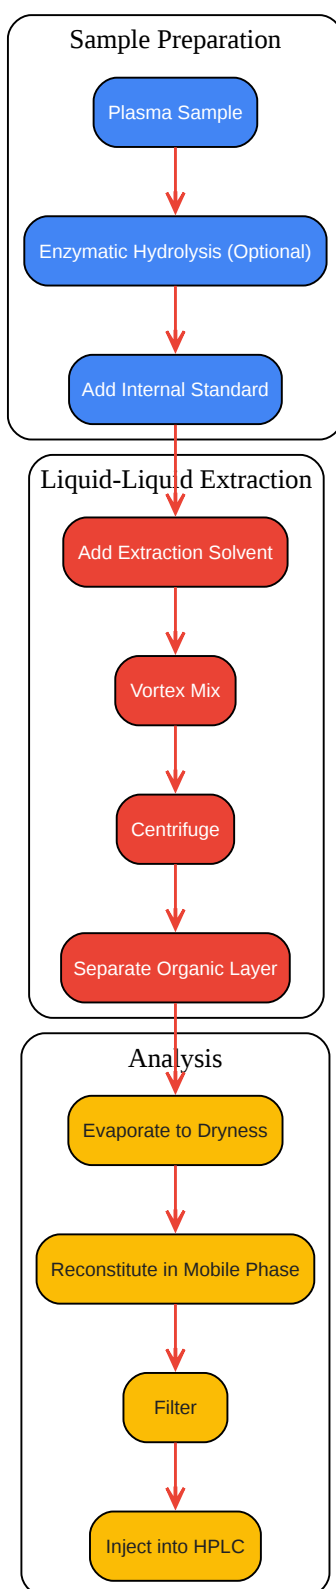 Sample Preparation
Plasma Sample
Enzymatic Hydrolysis (Optional)
Add Internal Standard
Liquid-Liquid Extraction
Add Extraction Solvent
Vortex Mix
Centrifuge
Separate Organic Layer
Analysis
Evaporate to Dryness
Reconstitute in Mobile Phase
Filter
Inject into HPLC